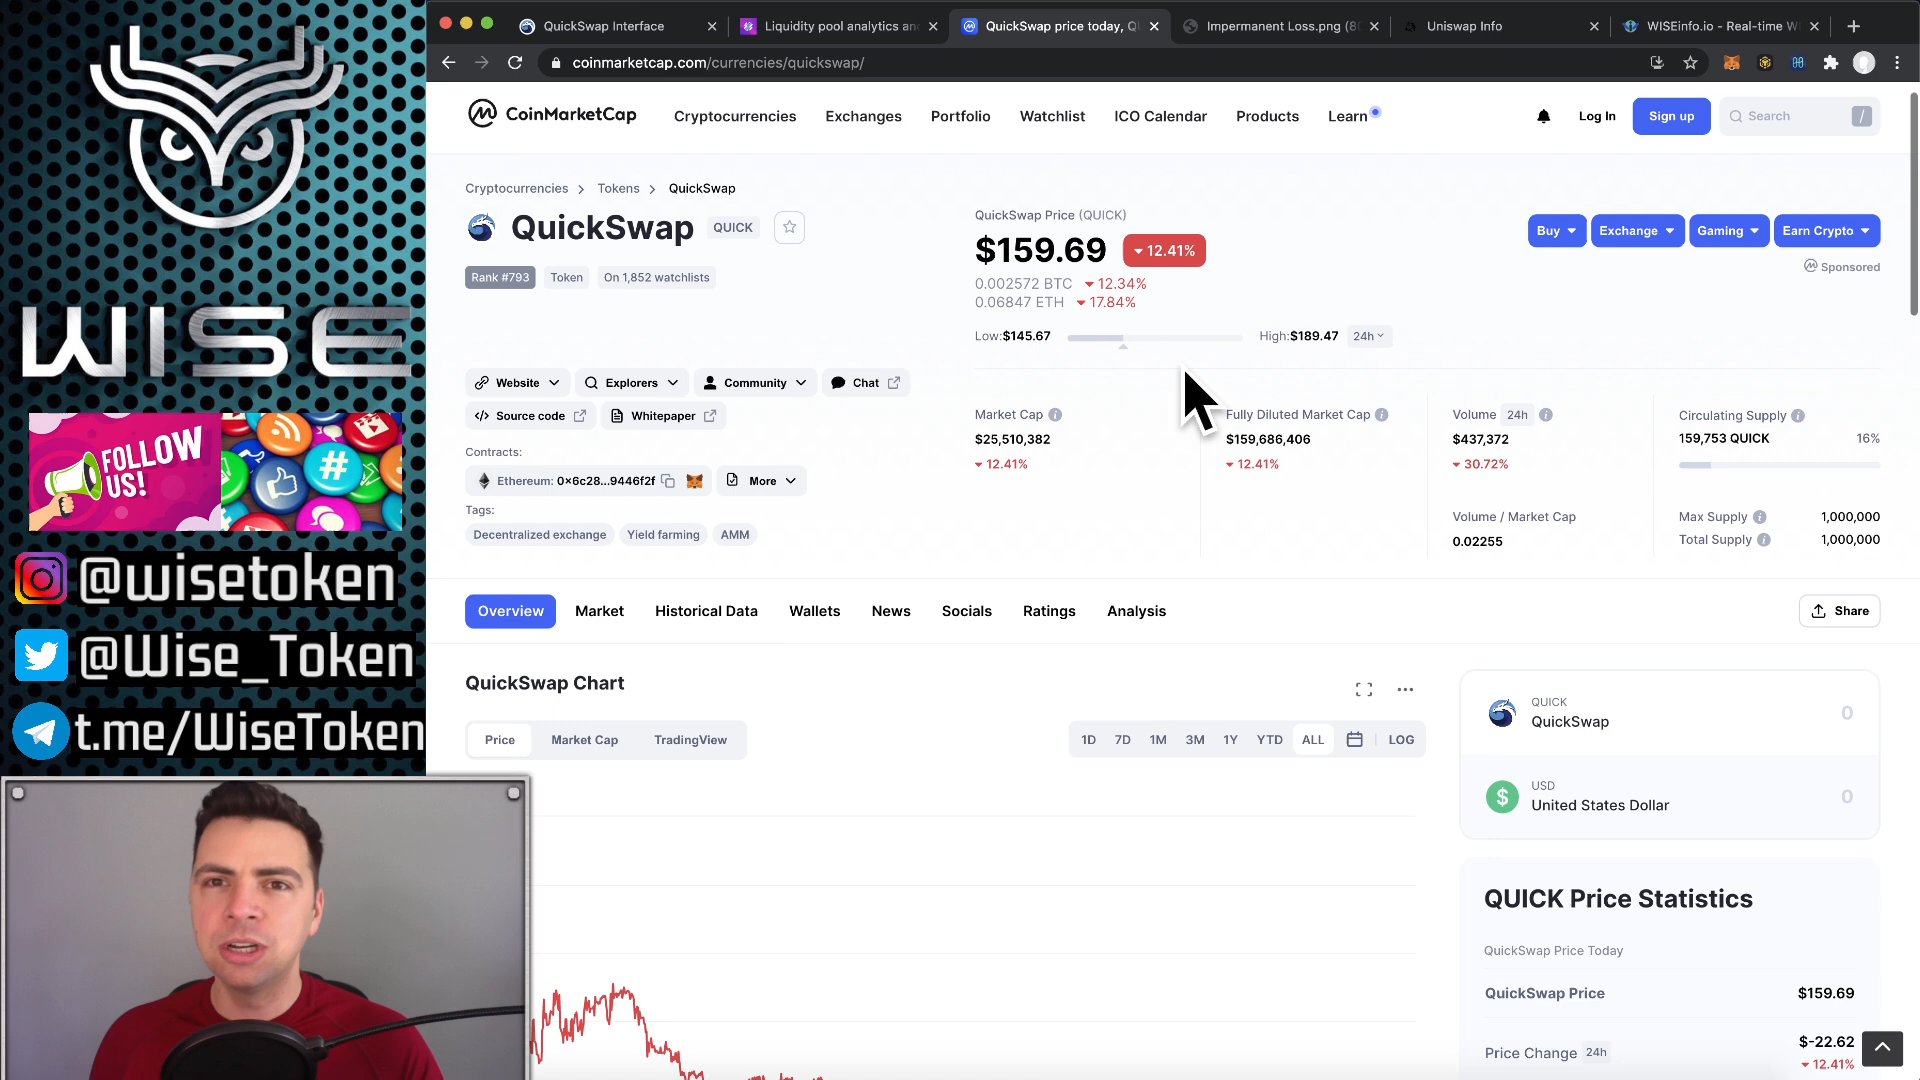 WISE
FOLLOW
US!
#
@wisetoken
@Wise_Token
t.me/WiseToken
QuickSwap Interface
Liquidity pool analytics an
QuickSwap price today, Q
Impermanent Loss.png (8
Uniswap Info
WISEinfo.io - Real-time W
coinmarketcap.com/currencies/quickswap/
CoinMarketCap
Cryptocurrencies
Exchanges
Portfolio
Watchlist
ICO Calendar
Products
Learn
Log In
Sign up
Search
/
Cryptocurrencies > Tokens > QuickSwap
QuickSwap QUICK
Rank #793
Token
On 1,852 watchlists
QuickSwap Price (QUICK)
$159.69 12.41%
0.002572 BTC 12.34%
0.06847 ETH 17.84%
Low:$145.67
High:$189.47
24h
Buy
Exchange
Gaming
Earn Crypto
Sponsored
Website
Explorers
Community
Chat
Source code
Whitepaper
Contracts:
Ethereum: 0x6c28...9446f2f
More
Tags:
Decentralized exchange
Yield farming
AMM
Market Cap
$25,510,382
12.41%
Fully Diluted Market Cap
$159,686,406
12.41%
Volume 24h
$437,372
30.72%
Volume / Market Cap
0.02255
Circulating Supply
159,753 QUICK 16%
Max Supply 1,000,000
Total Supply 1,000,000
Overview
Market
Historical Data
Wallets
News
Socials
Ratings
Analysis
Share
QuickSwap Chart
Price
Market Cap
TradingView
1D
7D
1M
3M
1Y
YTD
ALL
LOG
QUICK
QuickSwap
0
USD
United States Dollar
0
$
QUICK Price Statistics
QuickSwap Price Today
QuickSwap Price $159.69
Price Change 24h
$-22.62
12.41%